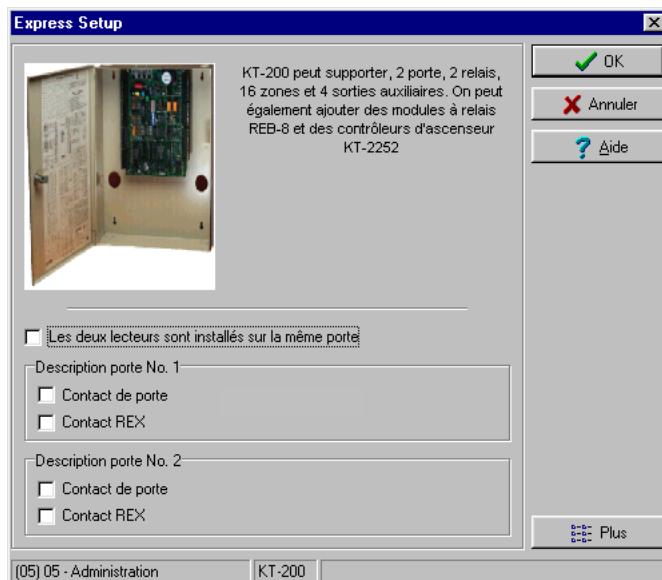 Express Setup
KT-200 peut supporter, 2 porte, 2 relais,
16 zones et 4 sorties auxiliaires. On peut
également ajouter des modules à relais
REB-8 et des contrôleurs d'ascenseur
KT-2252
OK
Annuler
Aide
Les deux lecteurs sont installés sur la même porte
Description porte No. 1
Contact de porte
Contact REX
Description porte No. 2
Contact de porte
Contact REX
Plus
(05) 05 - Administration
KT-200